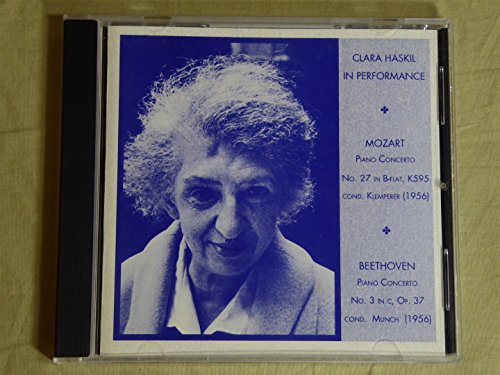 CLARA HASKIL
IN PERFORMANCE
MOZART
PIANO CONCERTO
NO. 27 IN B-FLAT, K595
COND. KLEMPERER (1956)
BEETHOVEN
PIANO CONCERTO
NO. 3 IN C, OP. 37
COND. MUNCH (1956)